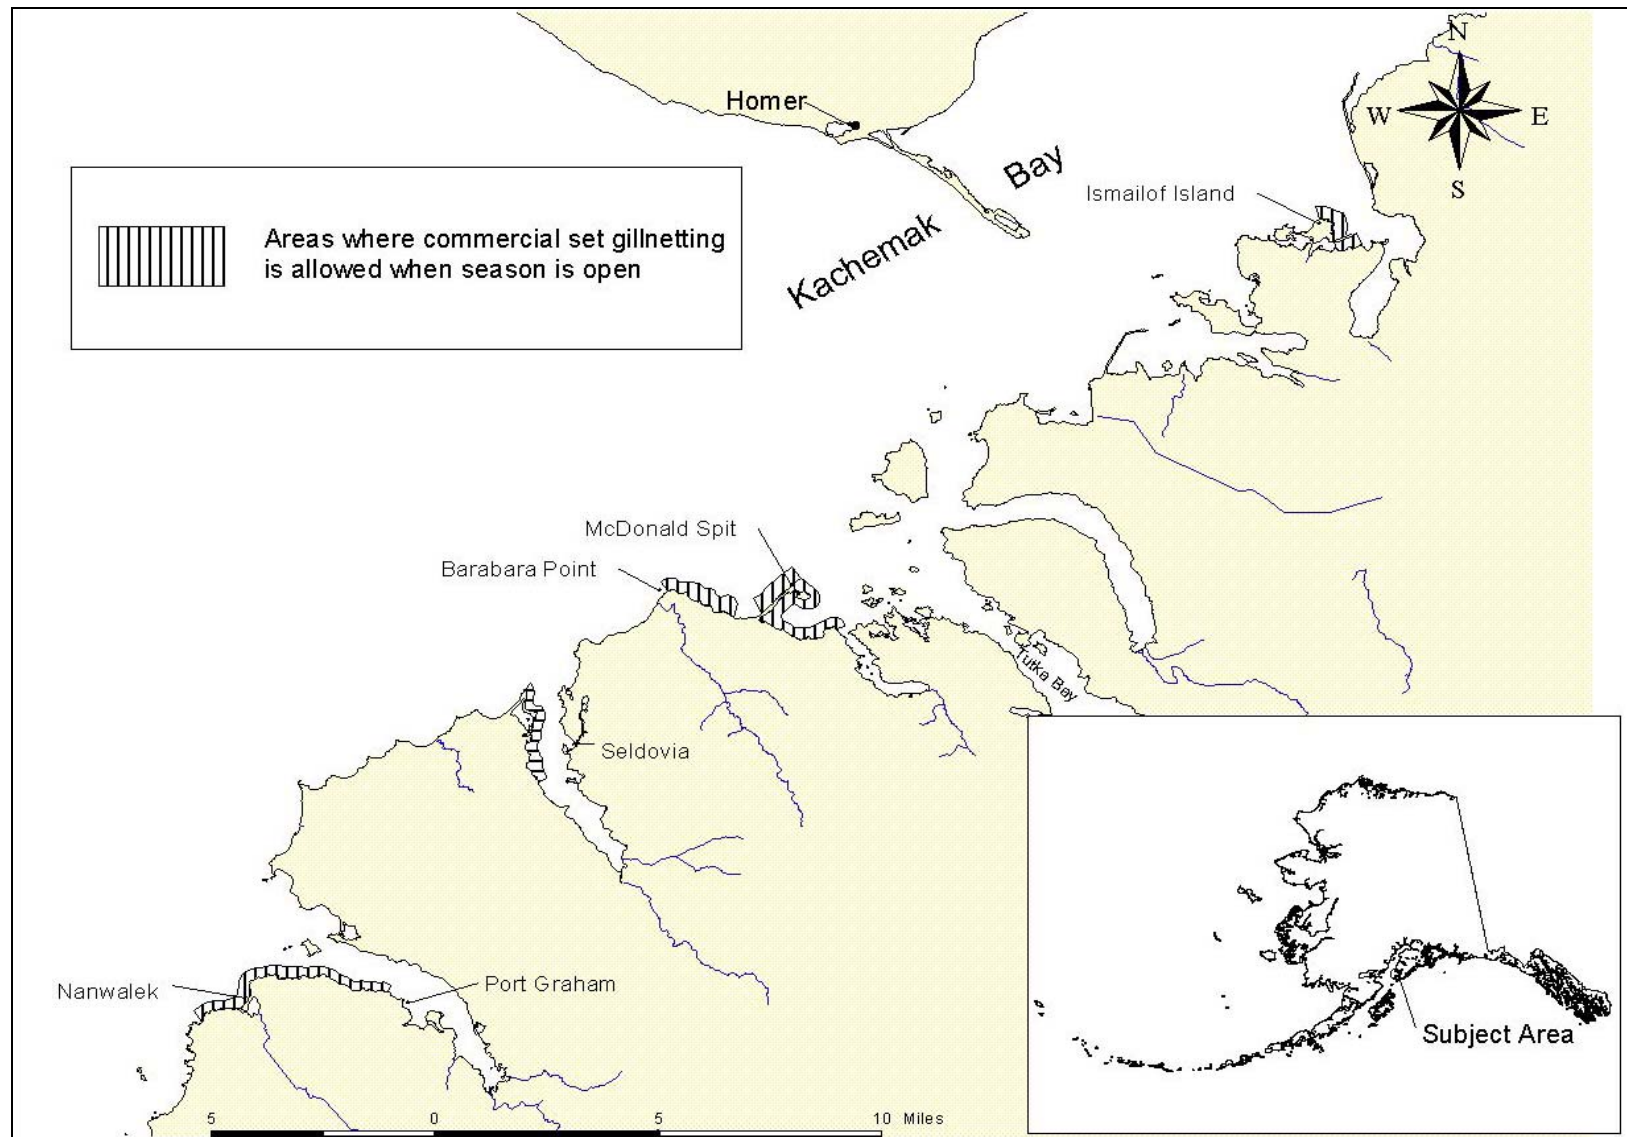 N
Homer
W
E
Bay
S
Ismailof Island
Areas where commercial set gillnetting
is allowed when season is open
Kachemak
McDonald Spit
Barabara Point
Tutka Bay
Seldovia
Port Graham
Nanwalek
Subject Area
5 0 5 10 Miles